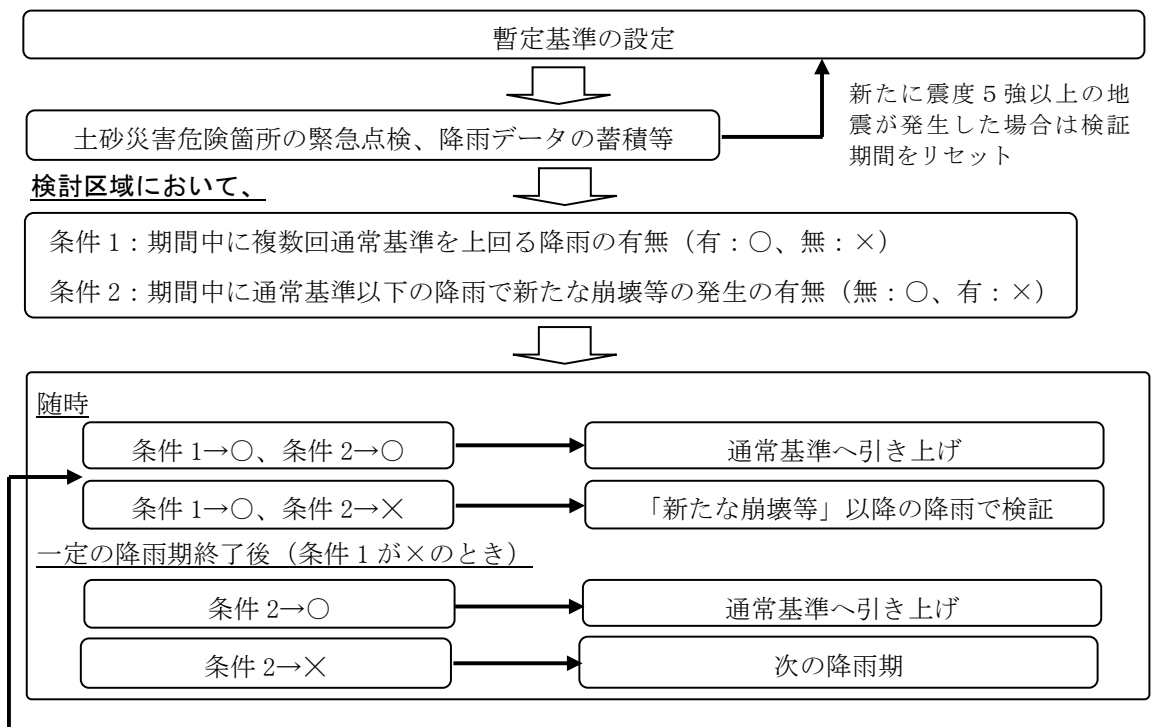 暫定基準の設定
新たに震度５強以上の地
震が発生した場合は検証
期間をリセット
土砂災害危険箇所の緊急点検、降雨データの蓄積等
検討区域において、
条件 1：期間中に複数回通常基準を上回る降雨の有無（有：〇、無：×）
条件 2：期間中に通常基準以下の降雨で新たな崩壊等の発生の有無（無：〇、有：×）
随時
条件 1→〇、条件 2→〇
通常基準へ引き上げ
条件 1→〇、条件 2→×
「新たな崩壊等」以降の降雨で検証
一定の降雨期終了後（条件 1 が×のとき）
条件 2→〇
通常基準へ引き上げ
条件 2→×
次の降雨期